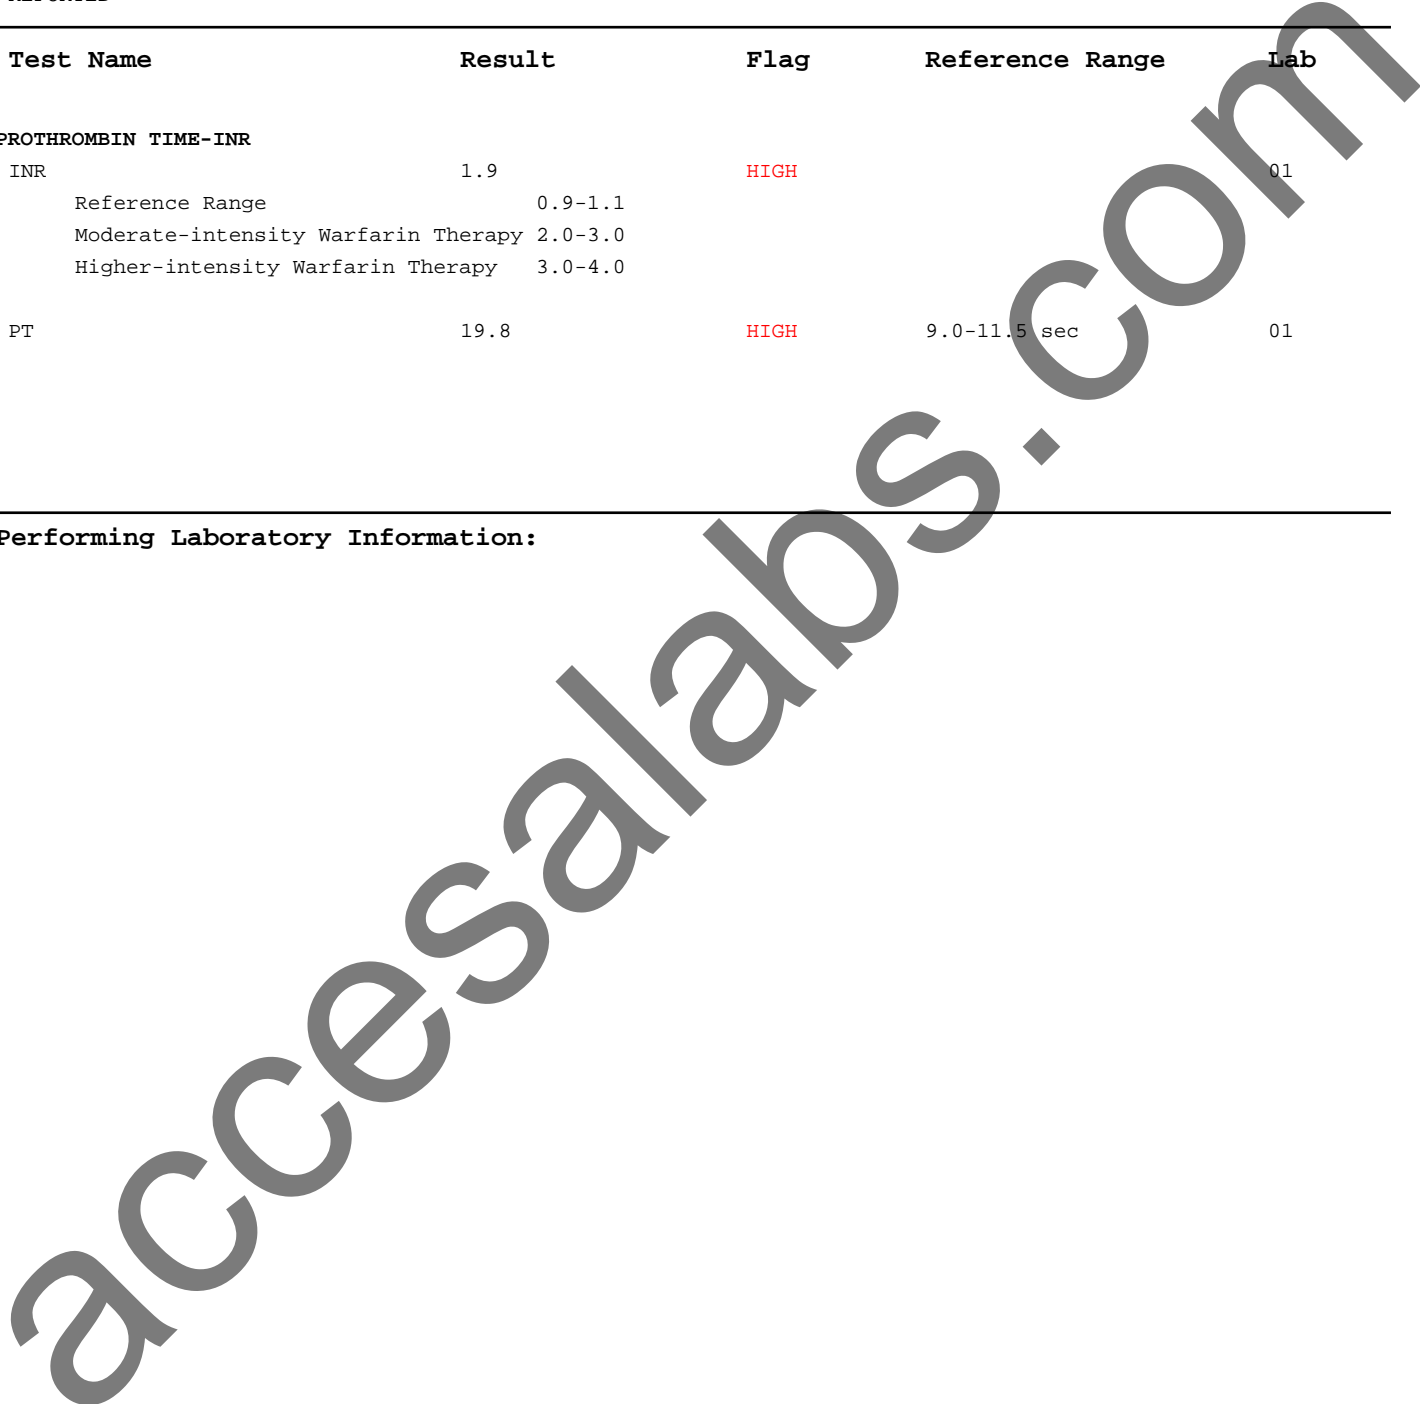 Test Name Result Flag Reference Range Lab
PROTHROMBIN TIME-INR
INR 1.9 HIGH 01
Reference Range 0.9-1.1
Moderate-intensity Warfarin Therapy 2.0-3.0
Higher-intensity Warfarin Therapy 3.0-4.0
PT 19.8 HIGH 9.0-11.5 sec 01
Performing Laboratory Information:
accesalabs.com